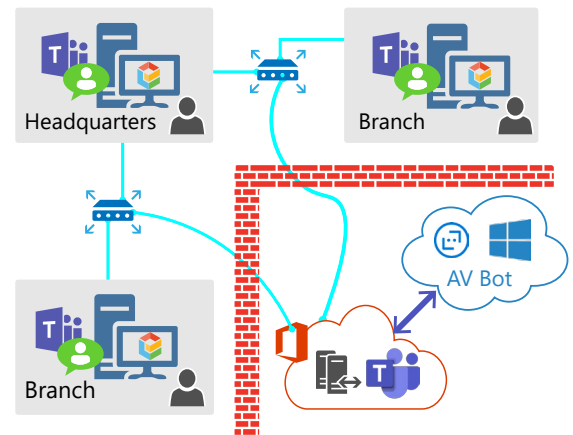 T
Headquarters
T
Branch
AV Bot
T
Branch
T